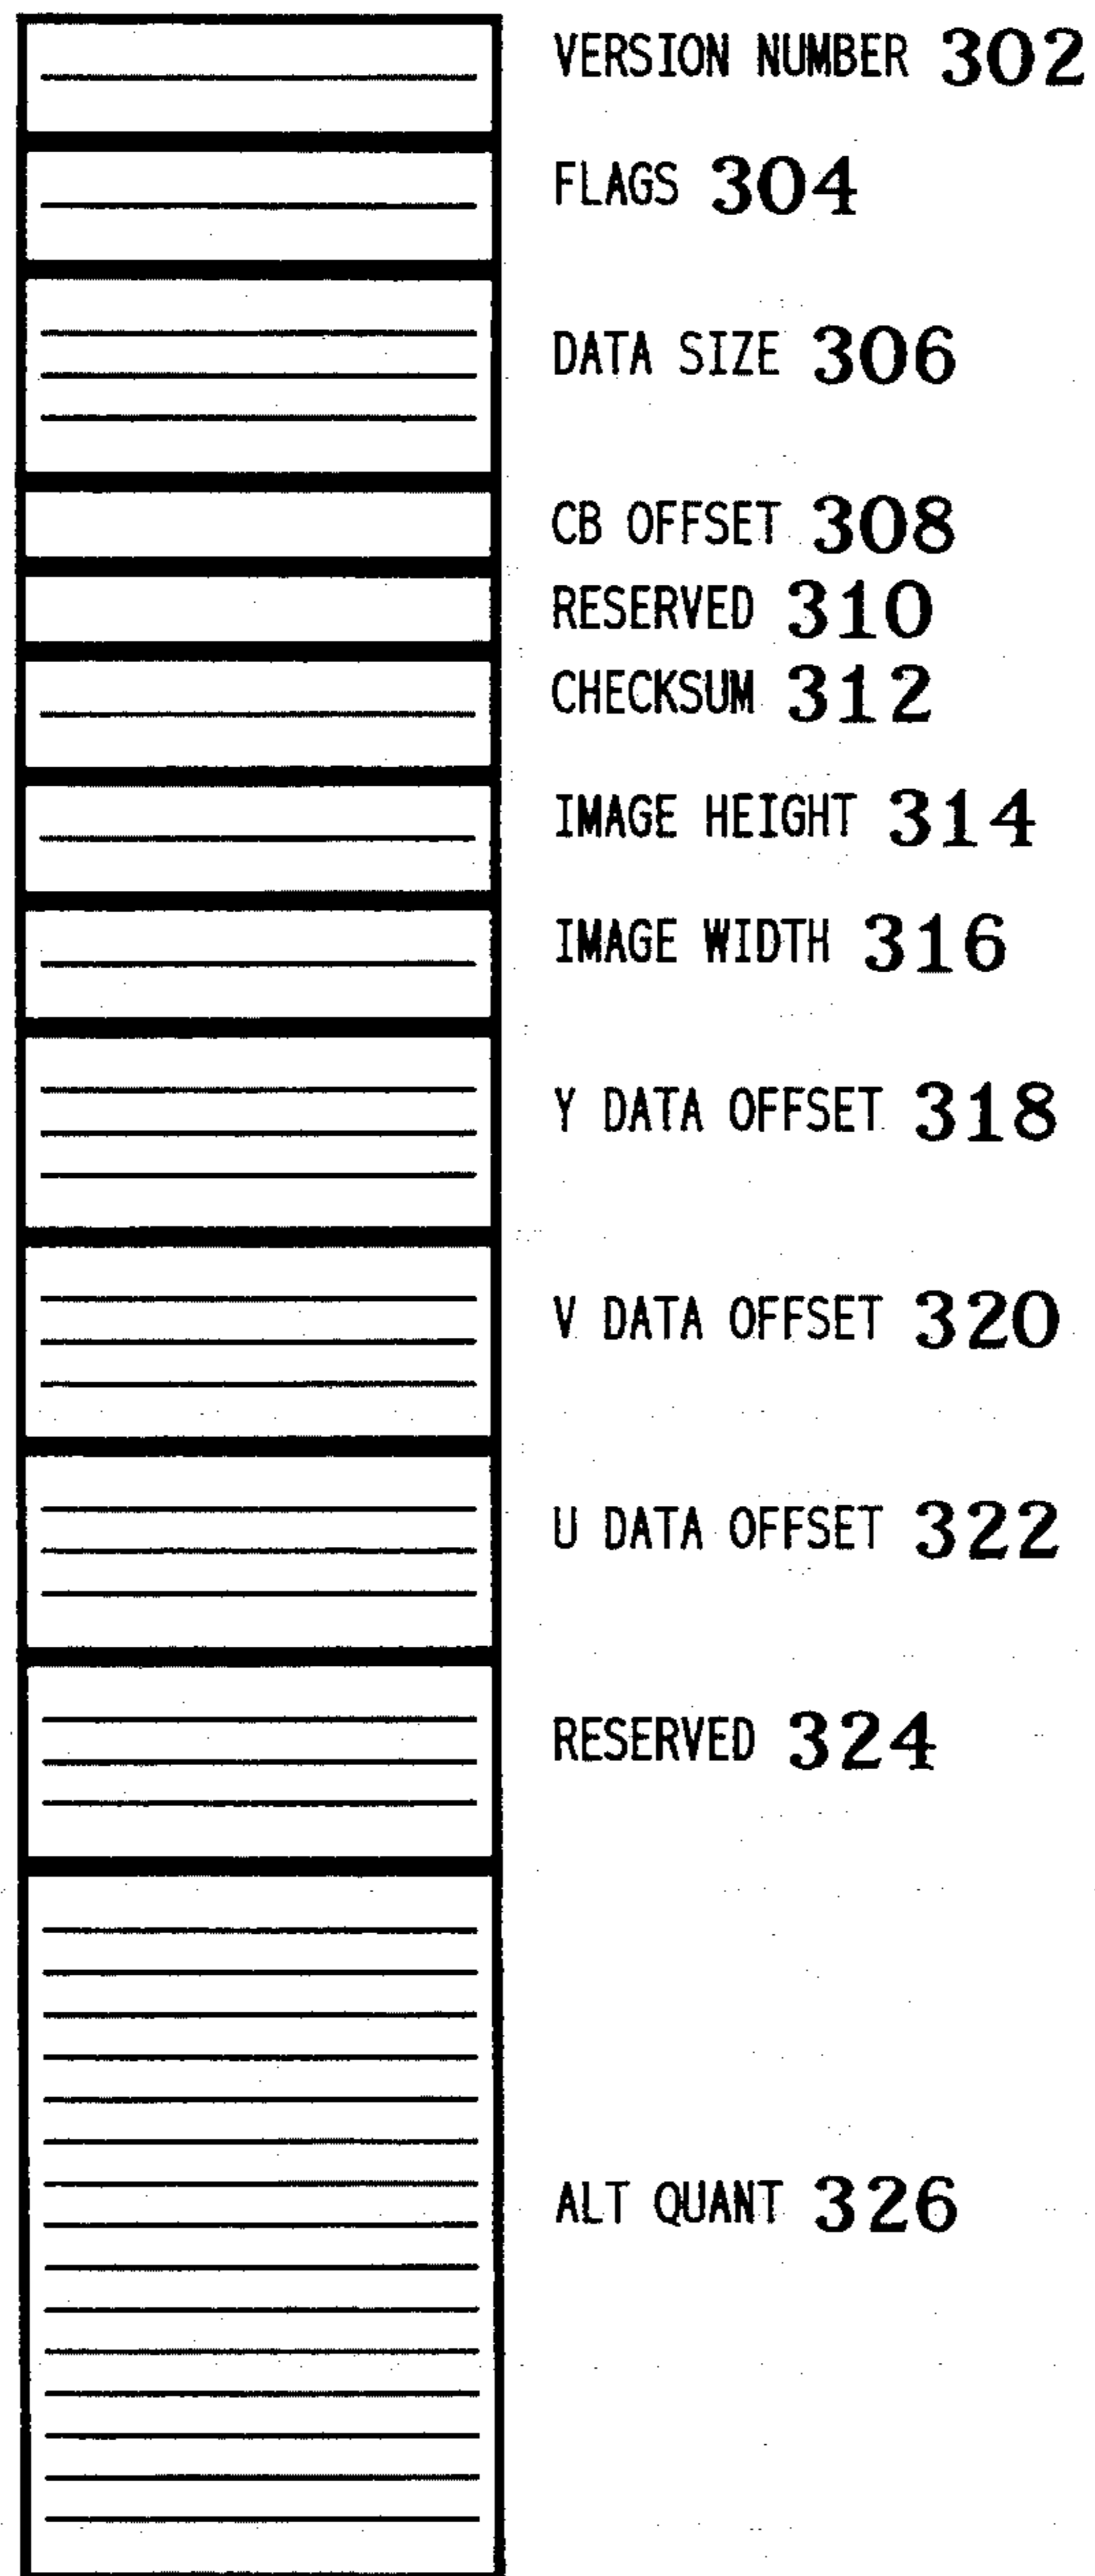 VERSION NUMBER 302
FLAGS 304
DATA SIZE 306
CB OFFSET 308
RESERVED 310
CHECKSUM 312
IMAGE HEIGHT 314
IMAGE WIDTH 316
Y DATA OFFSET 318
V DATA OFFSET 320
U DATA OFFSET 322
RESERVED 324
ALT QUANT 326